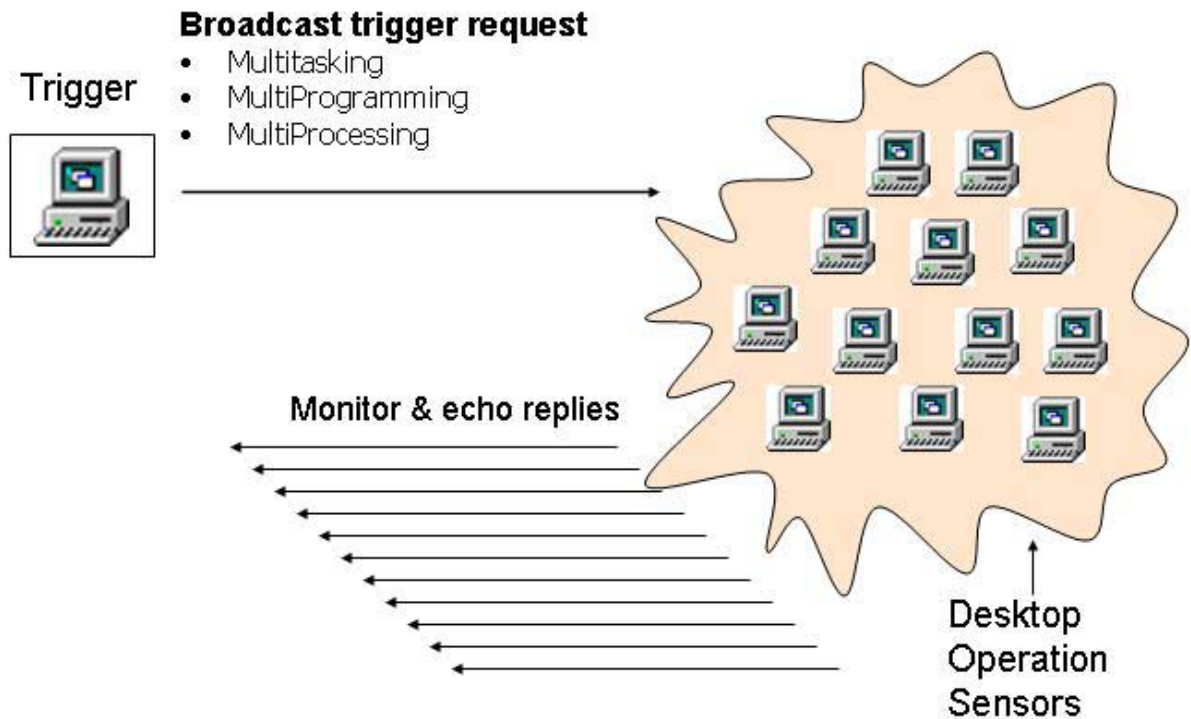 Broadcast trigger request
• Multitasking
• MultiProgramming
• MultiProcessing
Trigger
Monitor & echo replies
Desktop
Operation
Sensors